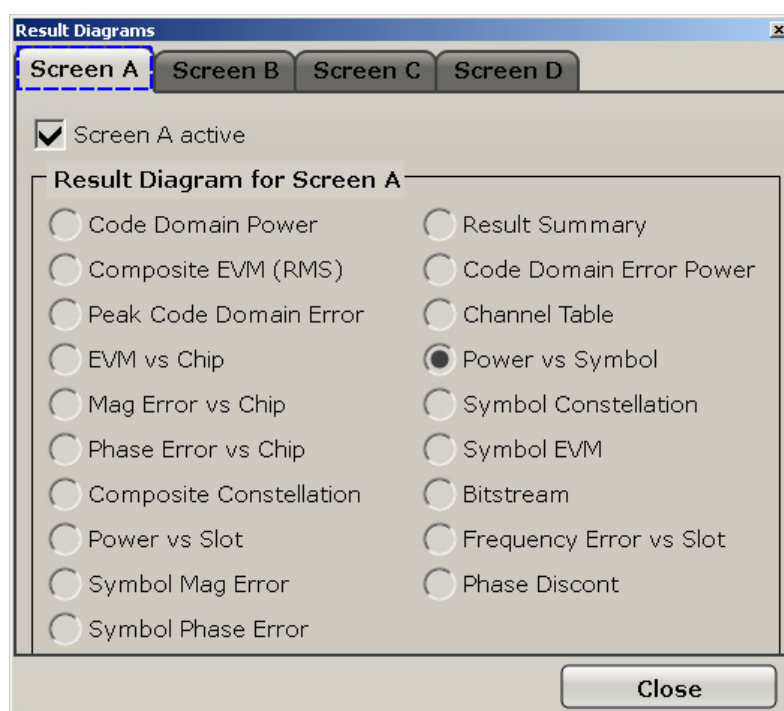 Result Diagrams
Screen A Screen B Screen C Screen D
Screen A active
Result Diagram for Screen A
Code Domain Power
Composite EVM (RMS)
Peak Code Domain Error
EVM vs Chip
Mag Error vs Chip
Phase Error vs Chip
Composite Constellation
Power vs Slot
Symbol Mag Error
Symbol Phase Error
Result Summary
Code Domain Error Power
Channel Table
Power vs Symbol
Symbol Constellation
Symbol EVM
Bitstream
Frequency Error vs Slot
Phase Discont
Close